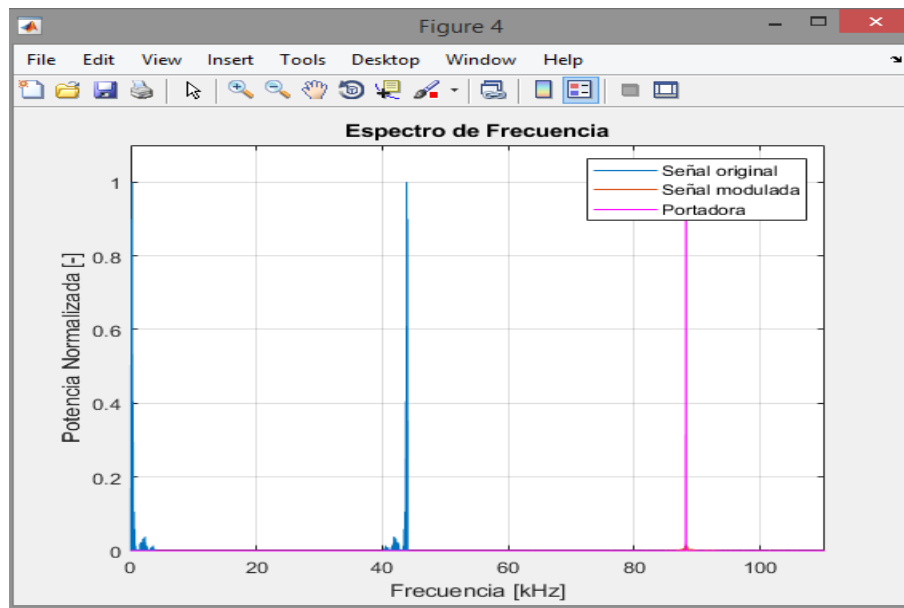 Figure 4
File Edit View Insert Tools Desktop Window Help
Espectro de Frecuencia
Señal original
Señal modulada
Portadora
Potencia Normalizada [-]
1
0.8
0.6
0.4
0.2
0
0 20 40 60 80 100
Frecuencia [kHz]